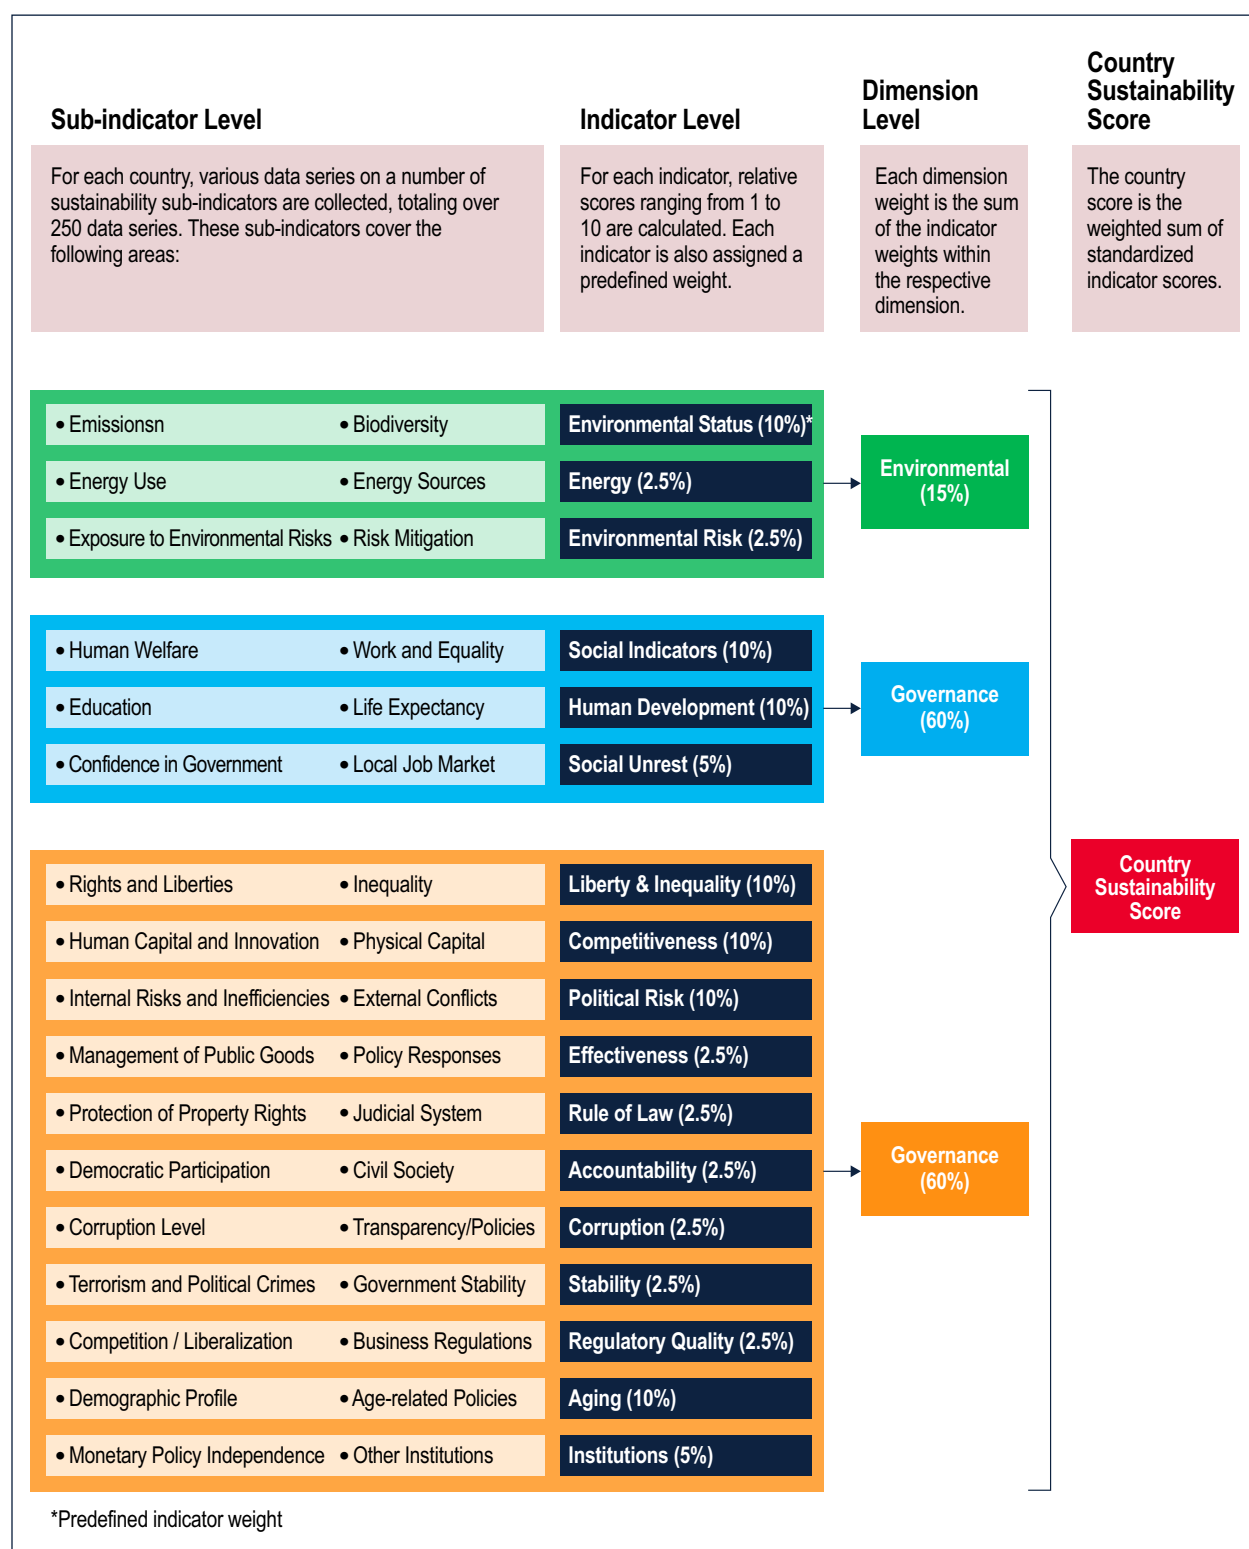 Sub-indicator Level
Indicator Level
Dimension
Level
Country
Sustainability
Score
For each country, various data series on a number of
sustainability sub-indicators are collected, totaling over
250 data series. These sub-indicators cover the
following areas:
For each indicator, relative
scores ranging from 1 to
10 are calculated. Each
indicator is also assigned a
predefined weight.
Each dimension
weight is the sum
of the indicator
weights within
the respective
dimension.
The country
score is the
weighted sum of
standardized
indicator scores.
• Emissionsn • Biodiversity Environmental Status (10%)*
• Energy Use • Energy Sources Energy (2.5%)
• Exposure to Environmental Risks • Risk Mitigation Environmental Risk (2.5%)
Environmental
(15%)
• Human Welfare • Work and Equality Social Indicators (10%)
• Education • Life Expectancy Human Development (10%)
• Confidence in Government • Local Job Market Social Unrest (5%)
Governance
(60%)
• Rights and Liberties • Inequality Liberty & Inequality (10%)
• Human Capital and Innovation • Physical Capital Competitiveness (10%)
• Internal Risks and Inefficiencies • External Conflicts Political Risk (10%)
• Management of Public Goods • Policy Responses Effectiveness (2.5%)
• Protection of Property Rights • Judicial System Rule of Law (2.5%)
• Democratic Participation • Civil Society Accountability (2.5%)
• Corruption Level • Transparency/Policies Corruption (2.5%)
• Terrorism and Political Crimes • Government Stability Stability (2.5%)
• Competition / Liberalization • Business Regulations Regulatory Quality (2.5%)
• Demographic Profile • Age-related Policies Aging (10%)
• Monetary Policy Independence • Other Institutions Institutions (5%)
Governance
(60%)
Country
Sustainability
Score
*Predefined indicator weight